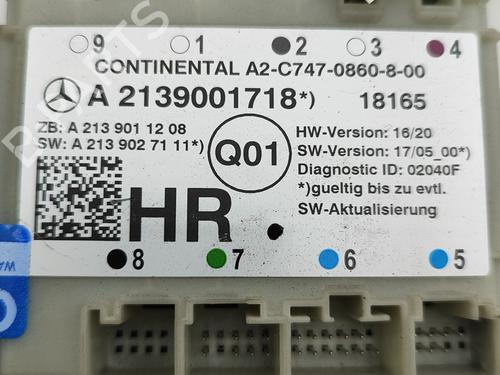 9 1 2 3 4
CONTINENTAL A2-C747-0860-8-00
A 2139001718*) 18165
ZB: A 213 901 12 08
SW: A 213 902 71 11*)
Q01
HW-Version: 16/20
SW-Version: 17/05_00*)
Diagnostic ID: 02040F
*)gueltig bis zu evtl.
SW-Aktualisierung
HR
8 7 6 5